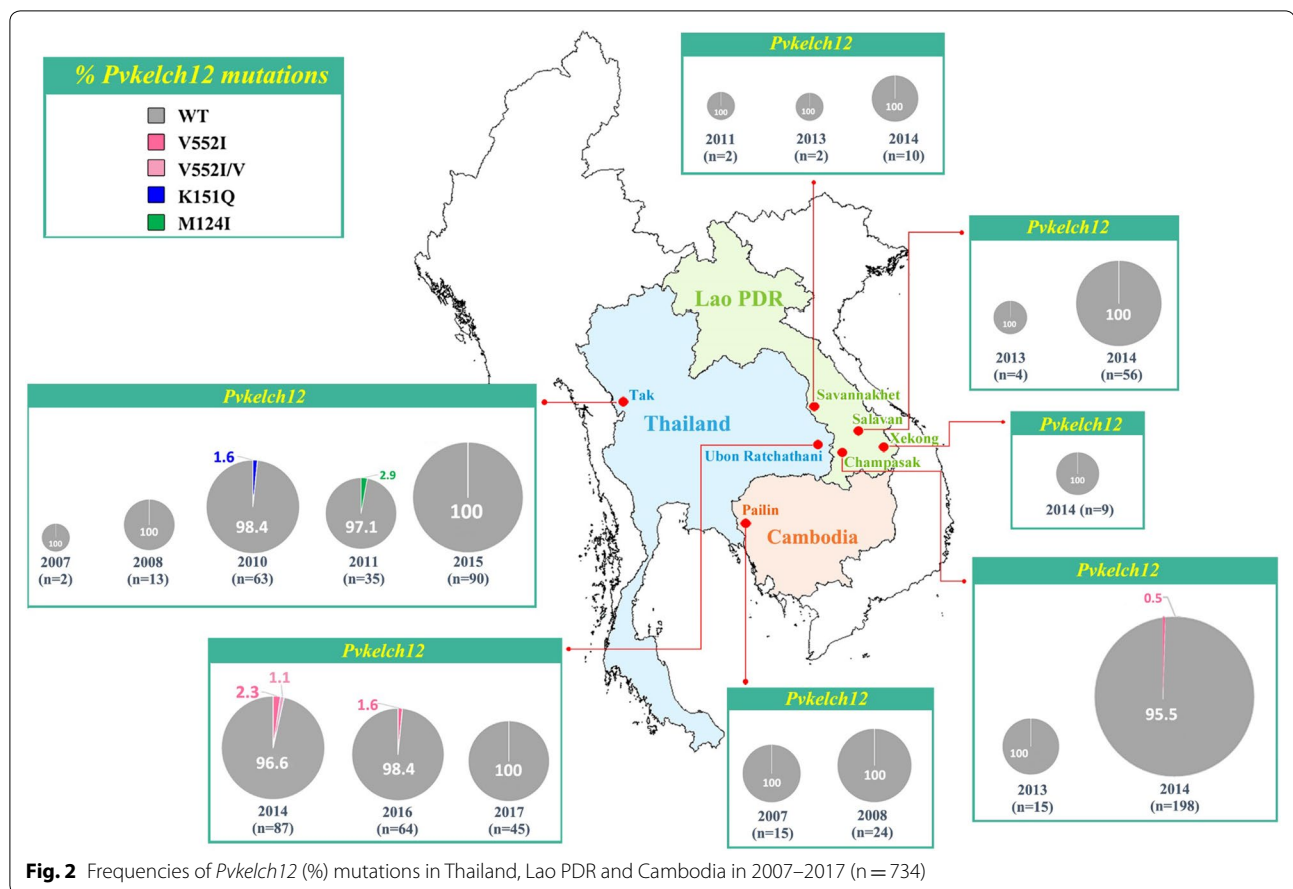 % Pvkelch12 mutations
WT
V552I
V552I/V
K151Q
M124I
Pvkelch12
100
100
100
2011
(n=2)
2013
(n=2)
2014
(n=10)
Pvkelch12
100
100
2013
(n=4)
2014
(n=56)
Pvkelch12
100
2014 (n=9)
Pvkelch12
0.5
100
95.5
2013
(n=15)
2014
(n=198)
Lao PDR
Thailand
Cambodia
Tak
Savannakhet
Salavan
Xekong
Ubon Ratchathani
Champasak
Pailin
Pvkelch12
1.6
2.9
100
100
98.4
97.1
100
2007
(n=2)
2008
(n=13)
2010
(n=63)
2011
(n=35)
2015
(n=90)
Pvkelch12
2.3
1.1
1.6
96.6
98.4
100
2014
(n=87)
2016
(n=64)
2017
(n=45)
Pvkelch12
100
100
2007
(n=15)
2008
(n=24)
Fig. 2 Frequencies of Pvkelch12 (%) mutations in Thailand, Lao PDR and Cambodia in 2007–2017 (n = 734)